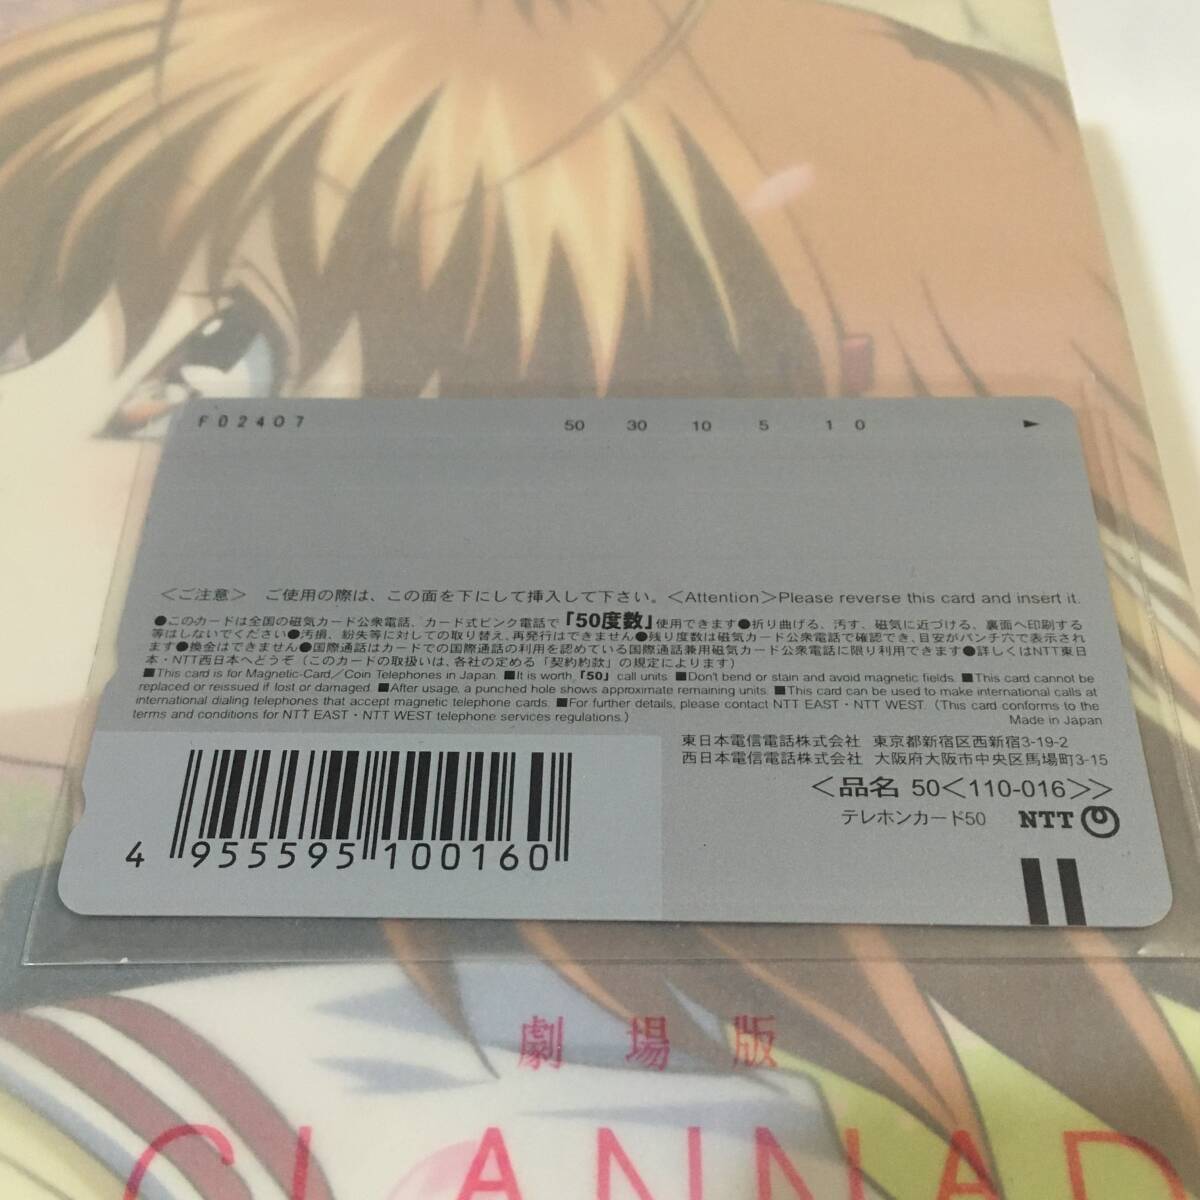 F02407
50 30 10 5 1 0 ▶
＜ご注意＞ ご使用の際は、この面を下にして挿入して下さい。＜Attention＞Please reverse this card and insert it.
●このカードは全国の磁気カード公衆電話、カード式ピンク電話で「50度数」使用できます●折り曲げる、汚す、磁気に近づける、裏面へ印刷する
等はしないでください●汚損、紛失等に対しての取り替え、再発行はできません●残り度数は磁気カード公衆電話で確認でき、目安がパンチ穴で表示され
ます●換金はできません●国際通話はカードでの国際通話の利用を認めている国際通話兼用磁気カード公衆電話に限り利用できます●詳しくはNTT東日
本・NTT西日本へどうぞ（このカードの取扱いは、各社の定める「契約約款」の規定によります）
■This card is for Magnetic-Card／Coin Telephones in Japan. ■It is worth「50」call units. ■Don't bend or stain and avoid magnetic fields. ■This card cannot be
replaced or reissued if lost or damaged. ■After usage, a punched hole shows approximate remaining units. ■This card can be used to make international calls at
international dialing telephones that accept magnetic telephone cards. ■For further details, please contact NTT EAST・NTT WEST.（This card conforms to the
terms and conditions for NTT EAST・NTT WEST telephone services regulations.）
Made in Japan
東日本電信電話株式会社 東京都新宿区西新宿3-19-2
西日本電信電話株式会社 大阪府大阪市中央区馬場町3-15
＜品名 50＜110-016＞＞
テレホンカード50 NTT
4 955595 100160
劇場版
CLANNAD